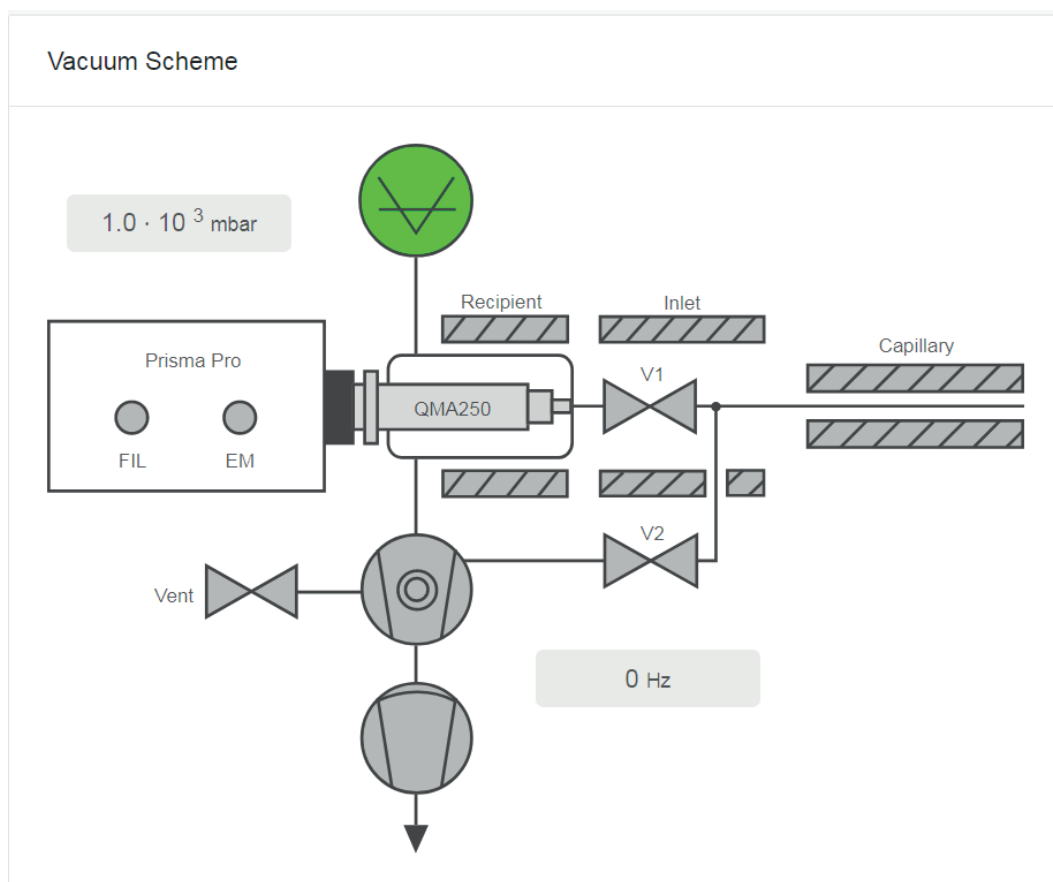 Vacuum Scheme
1.0 · 10 3 mbar
Recipient
Inlet
Capillary
Prisma Pro
V1
QMA250
FIL
EM
V2
Vent
0 Hz